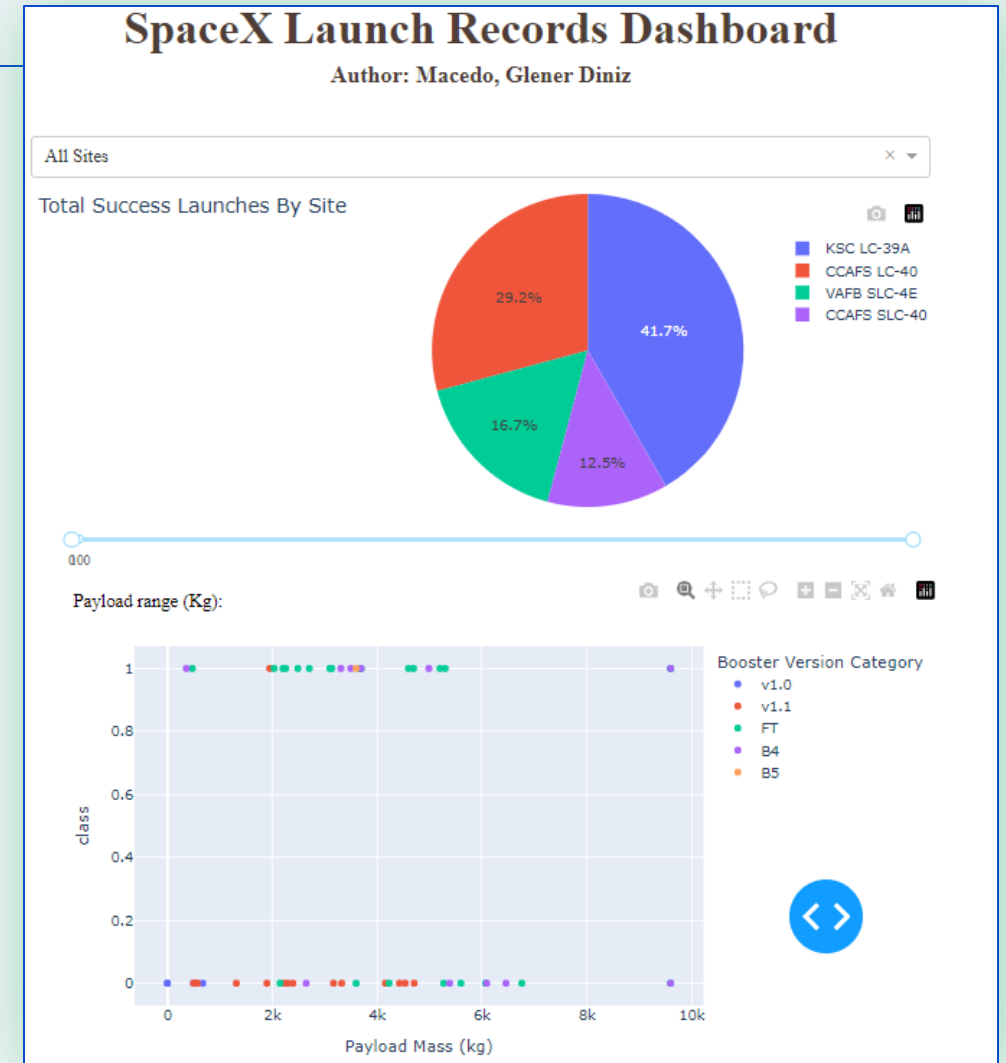 SpaceX Launch Records Dashboard
Author: Macedo, Glener Diniz
All Sites
Total Success Launches By Site
KSC LC-39A
CCAFS LC-40
VAFB SLC-4E
CCAFS SLC-40
29.2%
41.7%
16.7%
12.5%
Payload range (Kg):
Booster Version Category
v1.0
v1.1
FT
B4
B5
1
0.8
0.6
0.4
0.2
0
class
0 2k 4k 6k 8k 10k
Payload Mass (kg)